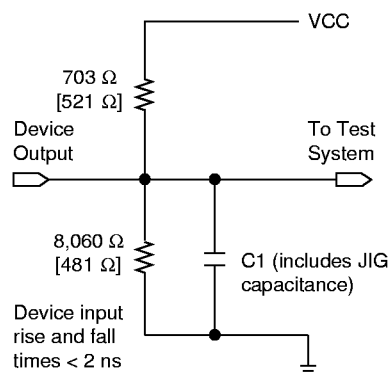 VCC
703 Ω
[521 Ω]
Device
Output
To Test
System
8,060 Ω
[481 Ω]
C1 (includes JIG
capacitance)
Device input
rise and fall
times < 2 ns